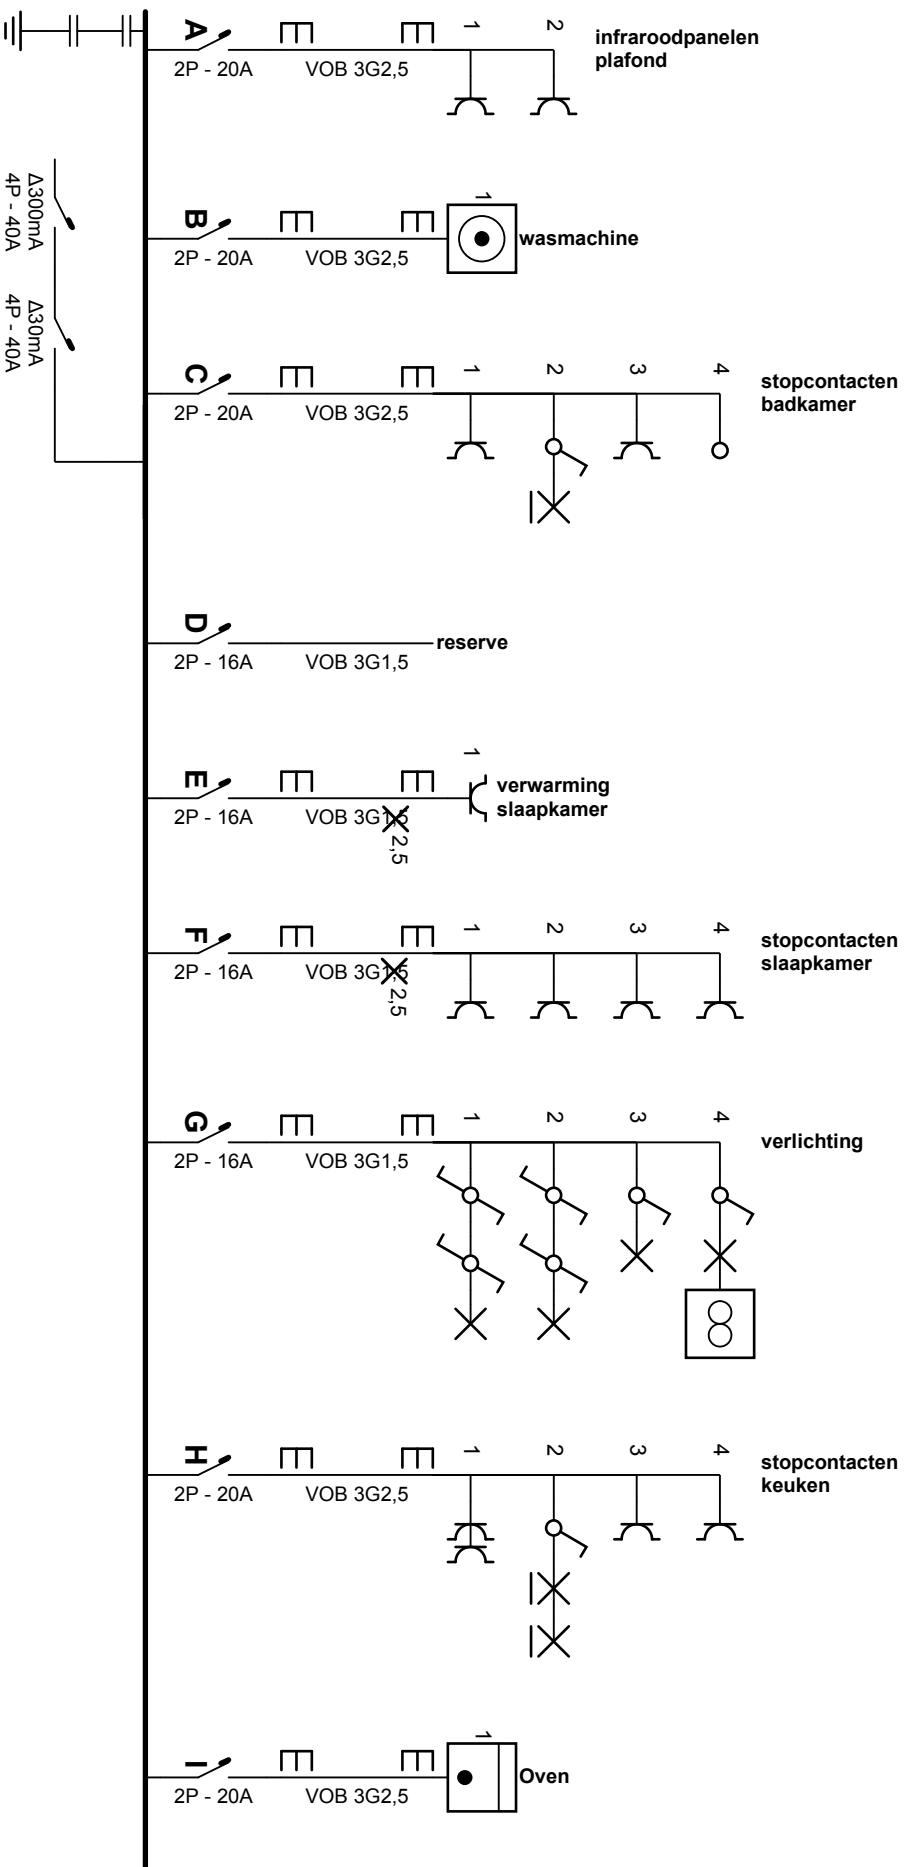 A
1
2
infraroodpanelen
plafond
2P - 20A
VOB 3G2,5
Δ300mA
4P - 40A
Δ30mA
4P - 40A
B
1
wasmachine
2P - 20A
VOB 3G2,5
C
1
2
3
4
stopcontacten
badkamer
2P - 20A
VOB 3G2,5
D
reserve
2P - 16A
VOB 3G1,5
E
1
verwarming
slaapkamer
2P - 16A
VOB 3G1,5
2,5
F
1
2
3
4
stopcontacten
slaapkamer
2P - 16A
VOB 3G1,5
2,5
G
1
2
3
4
verlichting
2P - 16A
VOB 3G1,5
H
1
2
3
4
stopcontacten
keuken
2P - 20A
VOB 3G2,5
I
1
Oven
2P - 20A
VOB 3G2,5